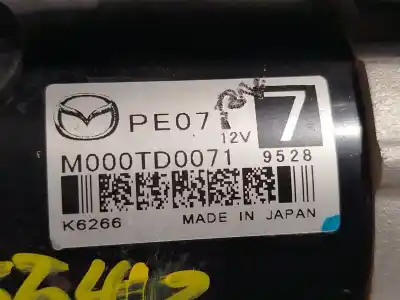 PE07 7
12V
M000TD0071 9528
K6266 MADE IN JAPAN